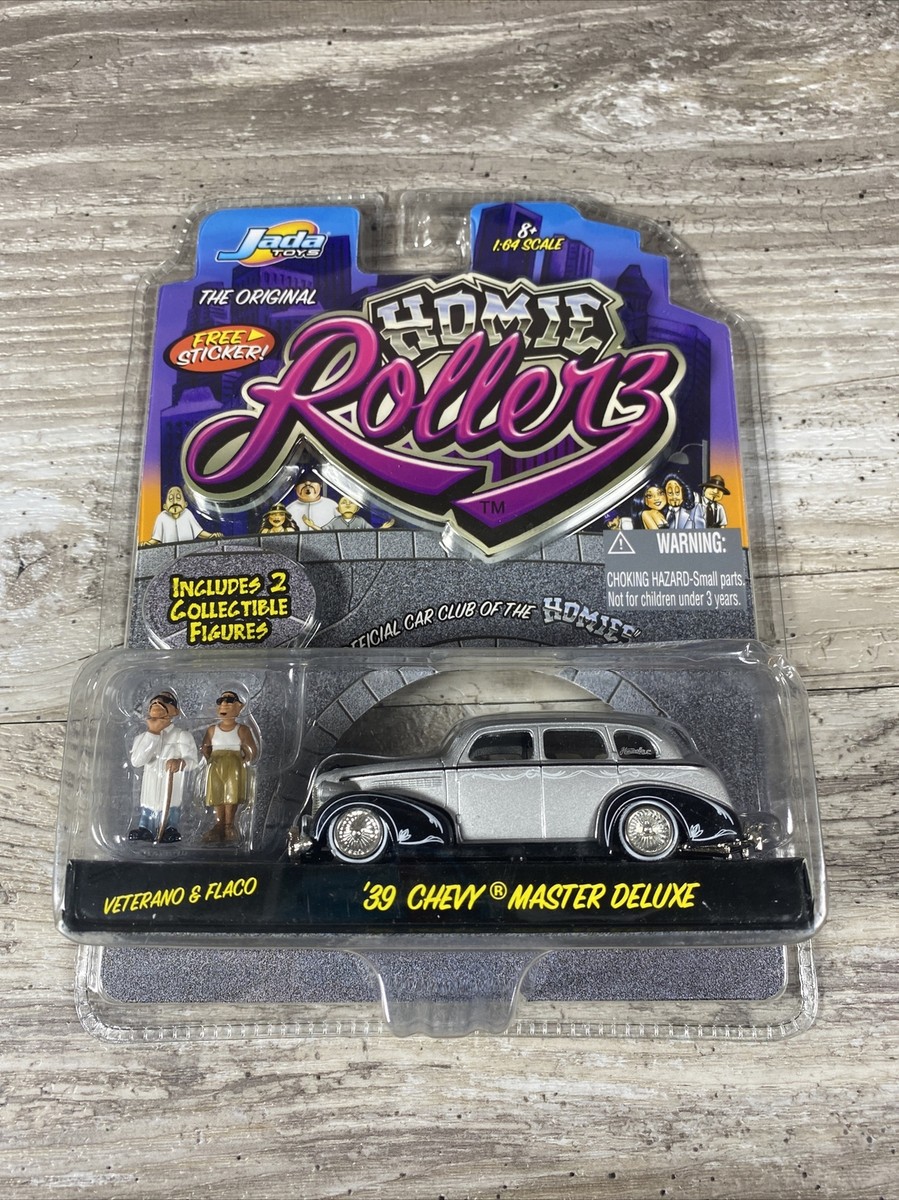 Jada
TOYS
8+
1:64 SCALE
THE ORIGINAL
HOMIE
Rollerz
TM
FREE
STICKER!
WARNING:
CHOKING HAZARD-Small parts.
Not for children under 3 years.
INCLUDES 2
COLLECTIBLE
FIGURES
CAR CLUB OF THE HOMIES
VETERANO & FLACO
'39 CHEVY® MASTER DELUXE